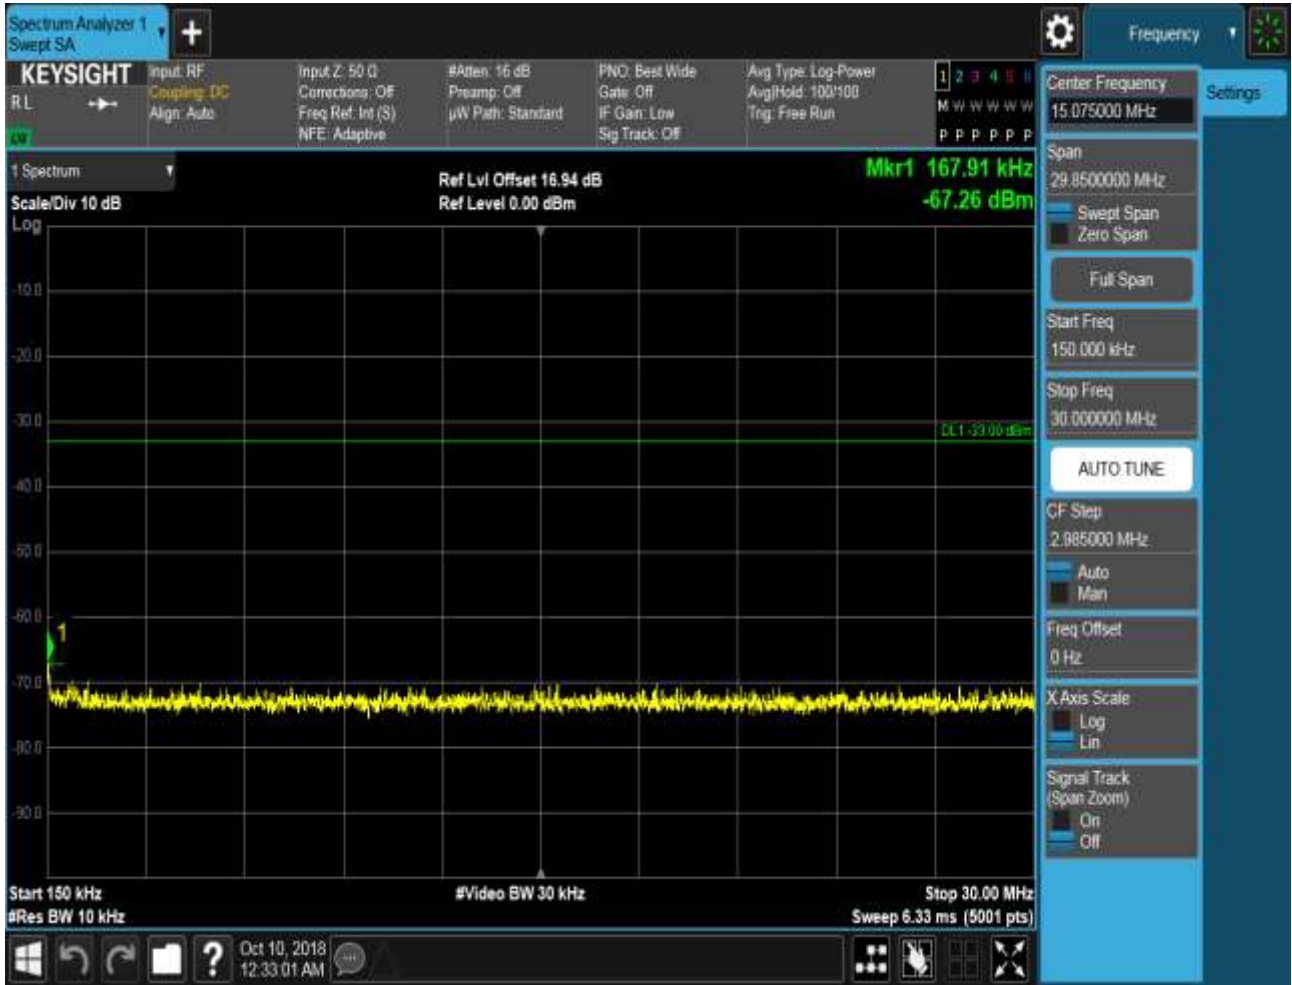 Spectrum Analyzer 1
Swept SA
Frequency
KEYSIGHT
R L
Input: RF
Coupling: DC
Align: Auto
Input Z: 50 Ω
Corrections: Off
Freq Ref: Int (S)
NFE: Adaptive
#Atten: 16 dB
Preamp: Off
µW Path: Standard
PNO: Best Wide
Gate: Off
IF Gain: Low
Sig Track: Off
Avg Type: Log-Power
Avg|Hold: 100/100
Trig: Free Run
1 2 3 4 5 6
M W W W W W
P P P P P P
1 Spectrum
Scale/Div 10 dB
Log
Ref Lvl Offset 16.94 dB
Ref Level 0.00 dBm
Mkr1 167.91 kHz
-67.26 dBm
-10.0
-20.0
-30.0
DL1 -33.00 dBm
-40.0
-50.0
-60.0
1
-70.0
-80.0
-90.0
Start 150 kHz
#Res BW 10 kHz
#Video BW 30 kHz
Stop 30.00 MHz
Sweep 6.33 ms (5001 pts)
Oct 10, 2018
12:33:01 AM
Center Frequency
15.075000 MHz
Settings
Span
29.8500000 MHz
Swept Span
Zero Span
Full Span
Start Freq
150.000 kHz
Stop Freq
30.000000 MHz
AUTO TUNE
CF Step
2.985000 MHz
Auto
Man
Freq Offset
0 Hz
X Axis Scale
Log
Lin
Signal Track
(Span Zoom)
On
Off